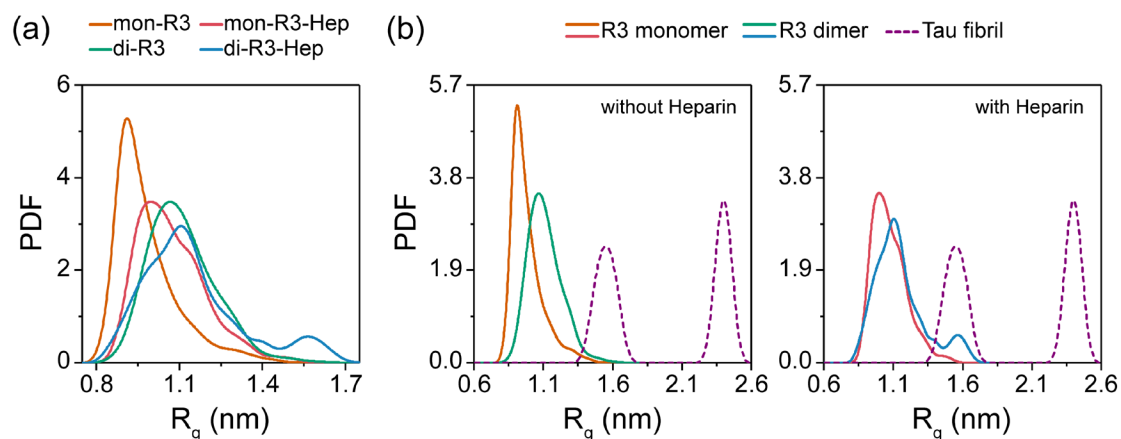 (a)
mon-R3
mon-R3-Hep
di-R3
di-R3-Hep
PDF
6
4
2
0
0.8
1.1
1.4
1.7
Rg (nm)
(b)
R3 monomer
R3 dimer
Tau fibril
without Heparin
PDF
5.7
3.8
1.9
0.0
0.6
1.1
1.6
2.1
2.6
Rg (nm)
with Heparin
5.7
3.8
1.9
0.0
0.6
1.1
1.6
2.1
2.6
Rg (nm)